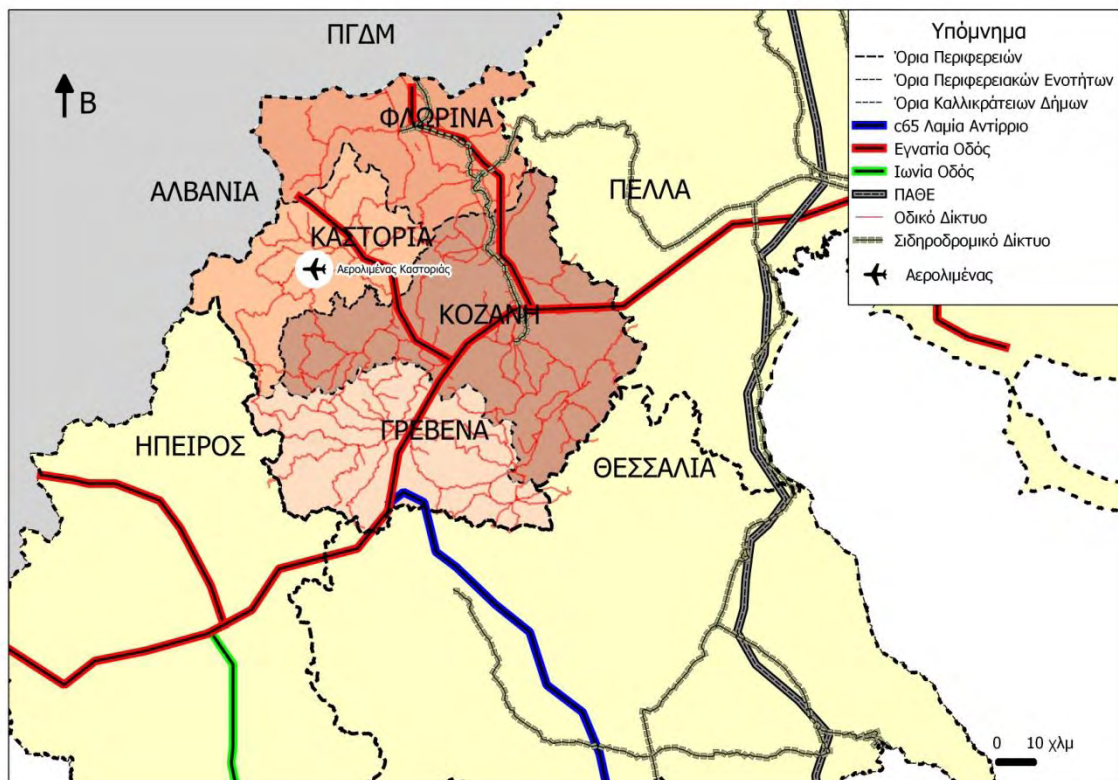 ΠΓΔΜ
Β
ΦΛΩΡΙΝΑ
ΑΛΒΑΝΙΑ
ΠΕΛΛΑ
ΚΑΣΤΟΡΙΑ
Αερολιμένας Καστοριάς
ΚΟΖΑΝΗ
ΓΡΕΒΕΝΑ
ΗΠΕΙΡΟΣ
ΘΕΣΣΑΛΙΑ
Υπόμνημα
Όρια Περιφερειών
Όρια Περιφερειακών Ενοτήτων
Όρια Καλλικράτειων Δήμων
c65 Λαμία Αντίρριο
Εγνατία Οδός
Ιωνία Οδός
ΠΑΘΕ
Οδικό Δίκτυο
Σιδηροδρομικό Δίκτυο
Αερολιμένας
0 10 χλμ